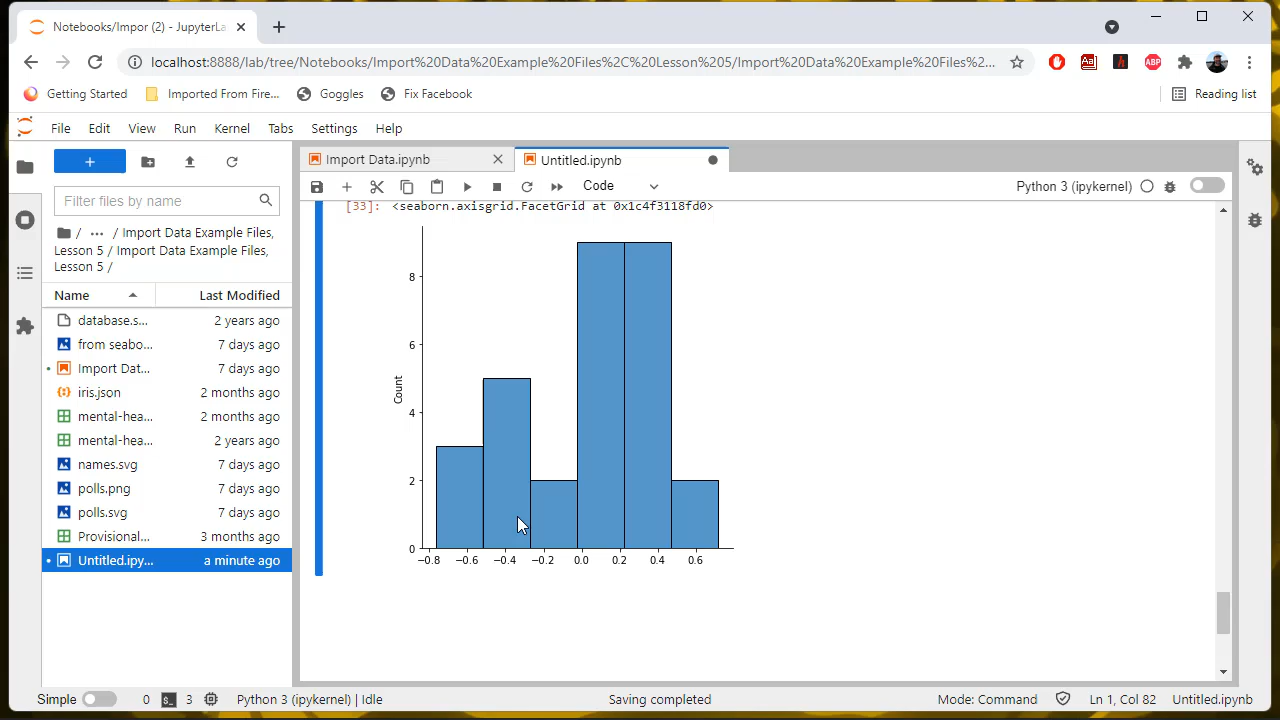 Notebooks/Impor (2) - JupyterLa
localhost:8888/lab/tree/Notebooks/Import%20Data%20Example%20Files%2C%20Lesson%205/Import%20Data%20Example%20Files%2...
Getting Started
Imported From Fire...
Goggles
Fix Facebook
Reading list
File
Edit
View
Run
Kernel
Tabs
Settings
Help
Import Data.ipynb
Untitled.ipynb
Code
Python 3 (ipykernel)
Filter files by name
/ ... / Import Data Example Files,
Lesson 5 / Import Data Example Files,
Lesson 5 /
Name
Last Modified
database.s... 2 years ago
from seabo... 7 days ago
Import Dat... 7 days ago
iris.json 2 months ago
mental-hea... 2 months ago
mental-hea... 2 years ago
names.svg 7 days ago
polls.png 7 days ago
polls.svg 7 days ago
Provisional... 3 months ago
Untitled.ipy... a minute ago
[33]: <seaborn.axisgrid.FacetGrid at 0x1c4f3118fd0>
Count
8
6
4
2
0
−0.8 −0.6 −0.4 −0.2 0.0 0.2 0.4 0.6
Simple
0
3
Python 3 (ipykernel) | Idle
Saving completed
Mode: Command
Ln 1, Col 82
Untitled.ipynb
ABP